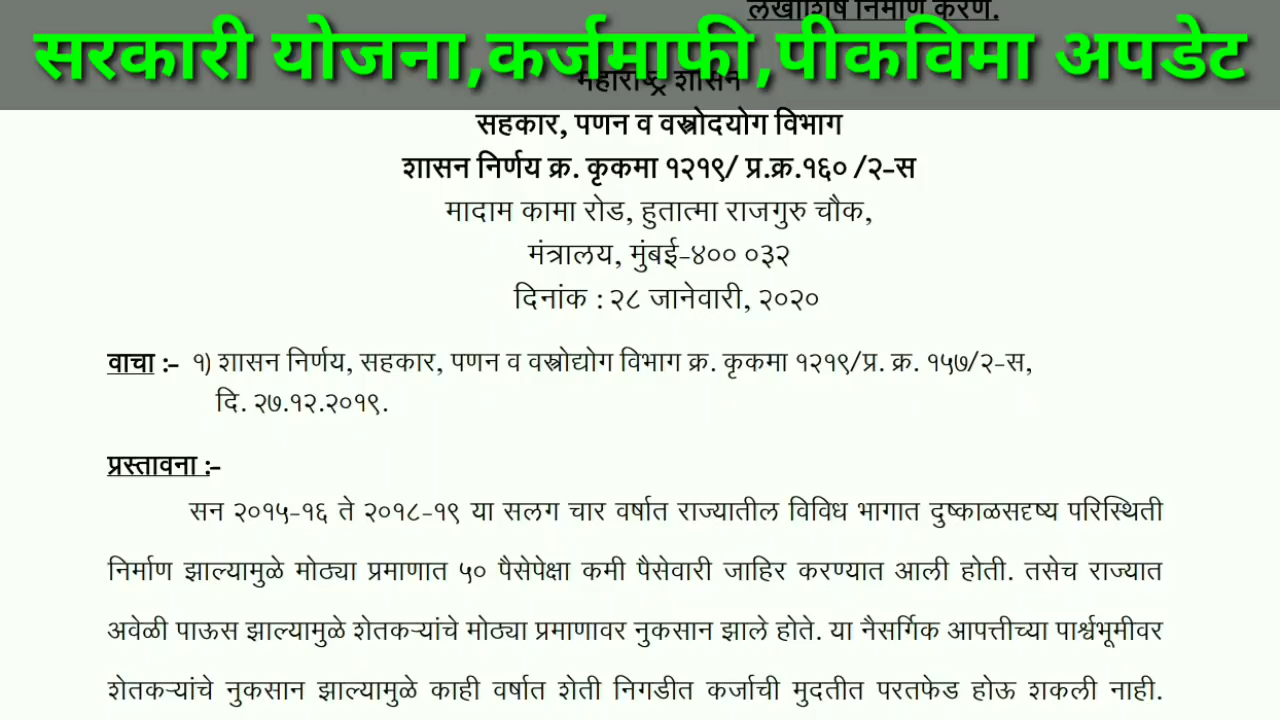 लेखाशिर्ष निर्माण करणे.
सरकारी योजना,कर्जमाफी,पीकविमा अपडेट
महाराष्ट्र शासन
सहकार, पणन व वस्त्रोदयोग विभाग
शासन निर्णय क्र. कृकमा १२१९/ प्र.क्र.१६० /२-स
मादाम कामा रोड, हुतात्मा राजगुरु चौक,
मंत्रालय, मुंबई-४०० ०३२
दिनांक : २८ जानेवारी, २०२०
वाचा :- १) शासन निर्णय, सहकार, पणन व वस्त्रोद्योग विभाग क्र. कृकमा १२१९/प्र. क्र. १५७/२-स,
दि. २७.१२.२०१९.
प्रस्तावना :-
सन २०१५-१६ ते २०१८-१९ या सलग चार वर्षात राज्यातील विविध भागात दुष्काळसदृष्य परिस्थिती
निर्माण झाल्यामुळे मोठ्या प्रमाणात ५० पैसेपेक्षा कमी पैसेवारी जाहिर करण्यात आली होती. तसेच राज्यात
अवेळी पाऊस झाल्यामुळे शेतकऱ्यांचे मोठ्या प्रमाणावर नुकसान झाले होते. या नैसर्गिक आपत्तीच्या पार्श्वभूमीवर
शेतकऱ्यांचे नुकसान झाल्यामुळे काही वर्षात शेती निगडीत कर्जाची मुदतीत परतफेड होऊ शकली नाही.